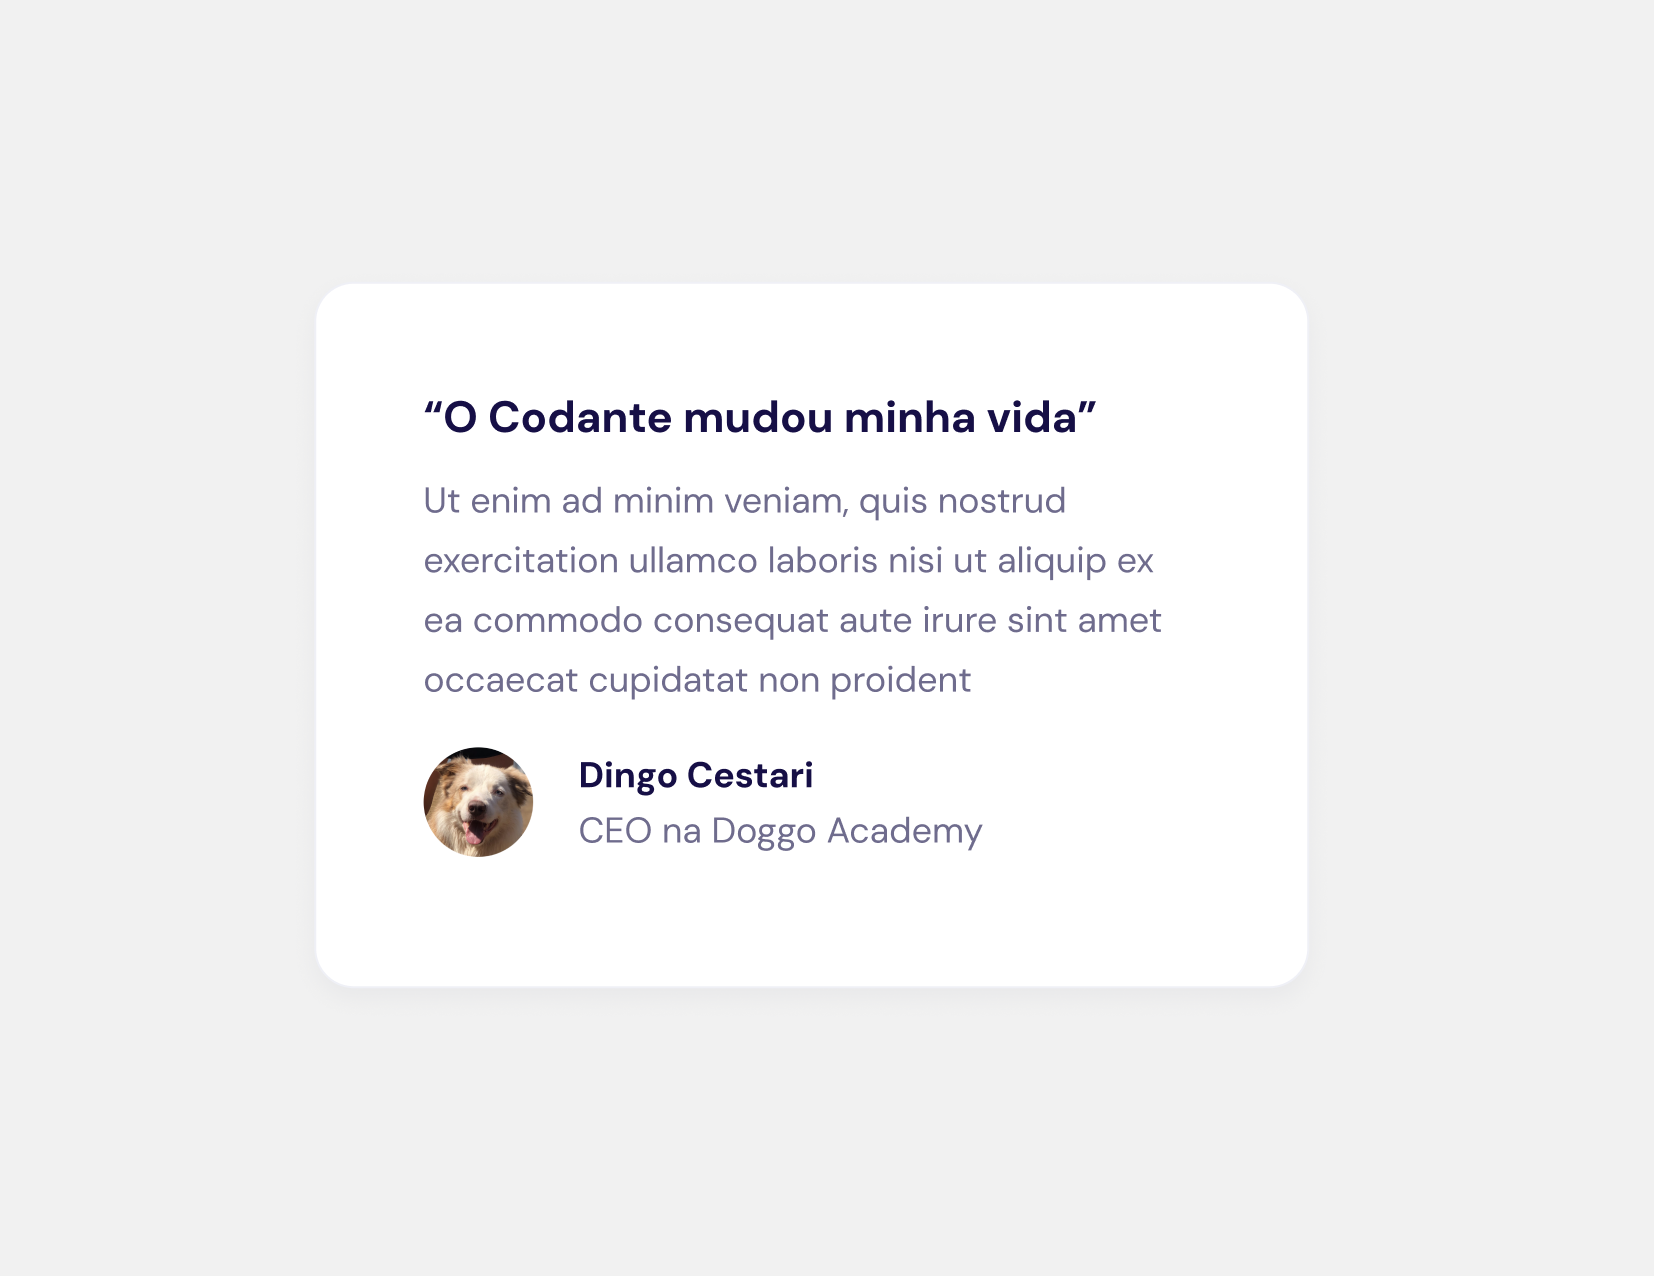 “O Codante mudou minha vida”
Ut enim ad minim veniam, quis nostrud
exercitation ullamco laboris nisi ut aliquip ex
ea commodo consequat aute irure sint amet
occaecat cupidatat non proident
Dingo Cestari
CEO na Doggo Academy